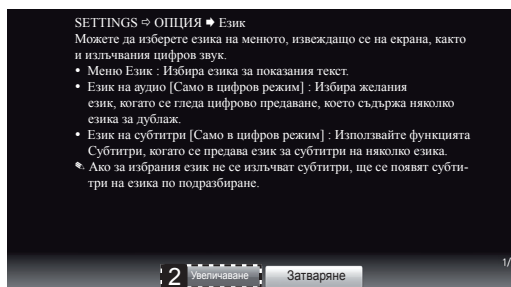 SETTINGS ⇨ ОПЦИЯ ➡ Език
Можете да изберете езика на менюто, извеждащо се на екрана, както
и излъчвания цифров звук.
• Меню Език : Избира езика за показания текст.
• Език на аудио [Само в цифров режим] : Избира желания
език, когато се гледа цифрово предаване, което съдържа няколко
езика за дублаж.
• Език на субтитри [Само в цифров режим] : Използвайте функцията
Субтитри, когато се предава език за субтитри на няколко езика.
✎ Ако за избрания език не се излъчват субтитри, ще се появят субти-
три на езика по подразбиране.
1/
2 Увеличаване Затваряне